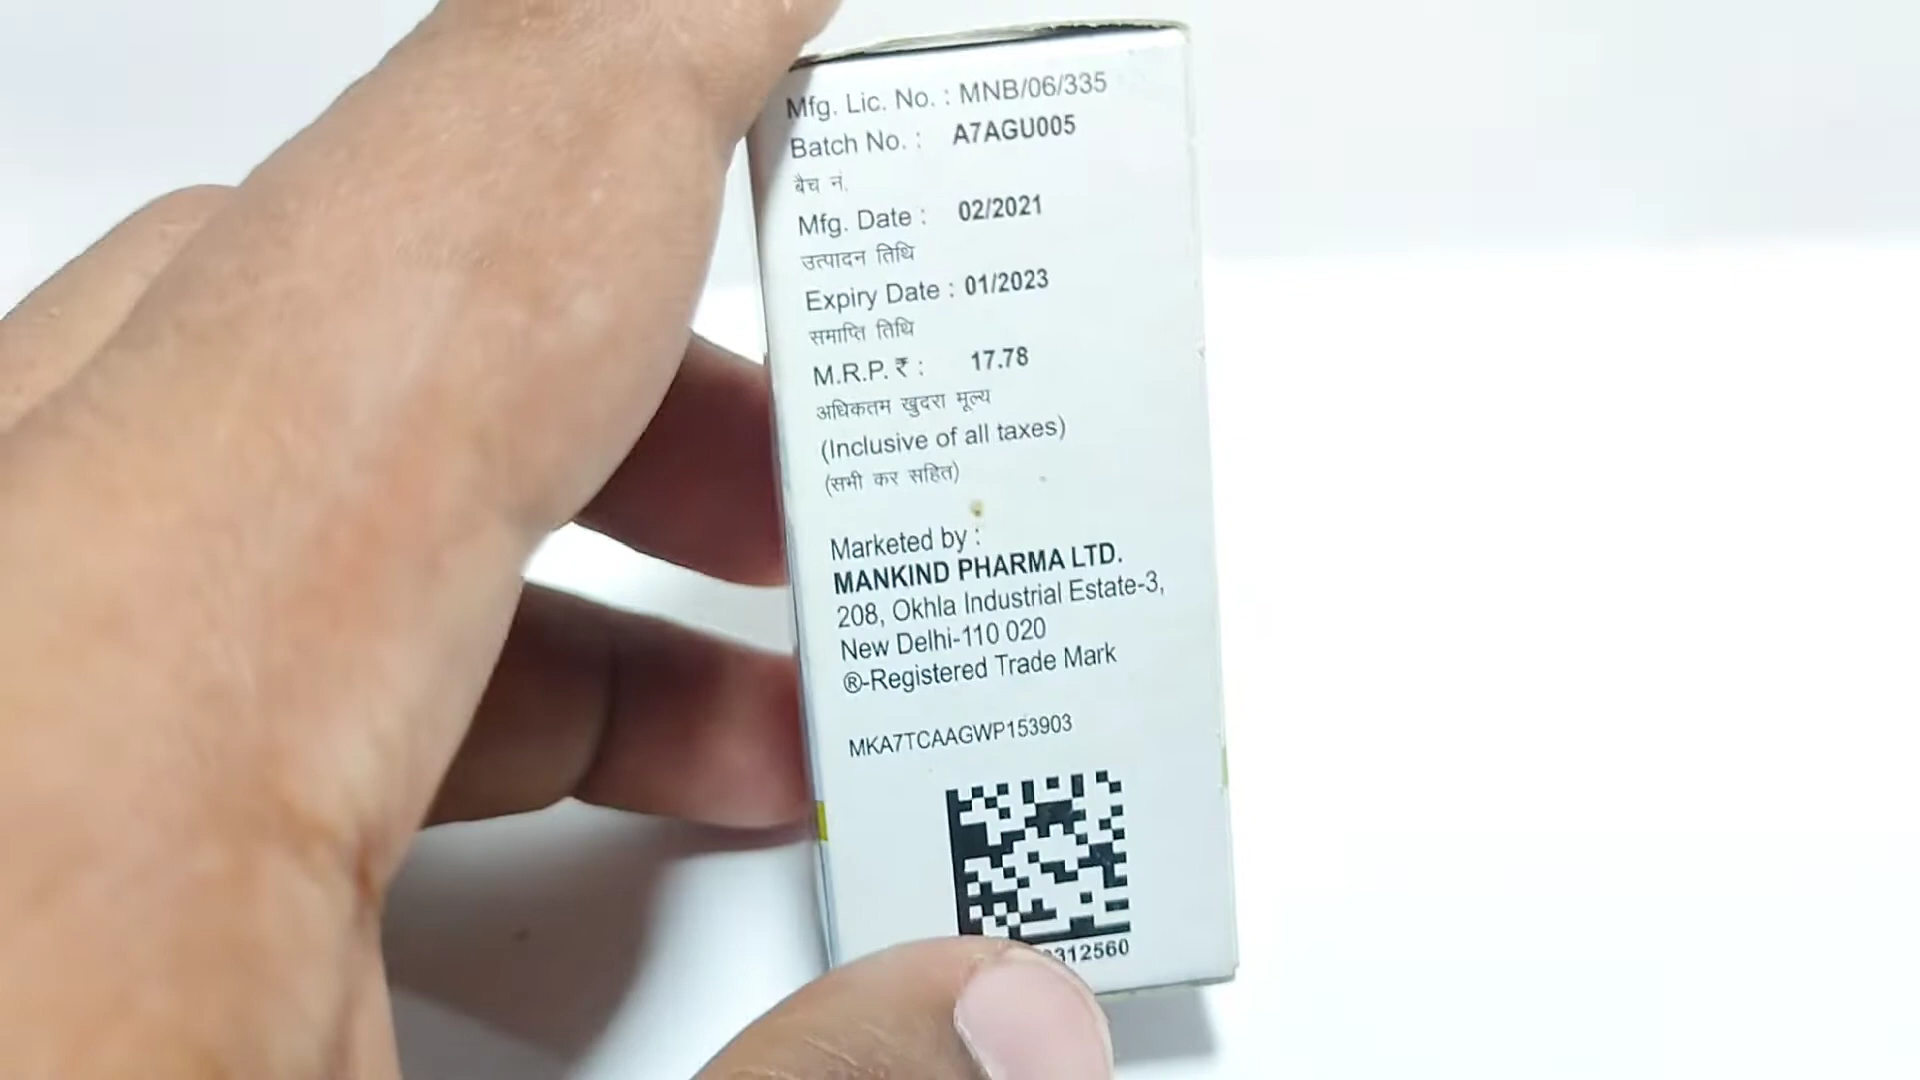 Mfg. Lic. No. : MNB/06/335
Batch No. : A7AGU005
बैच नं.
Mfg. Date : 02/2021
उत्पादन तिथि
Expiry Date : 01/2023
समाप्ति तिथि
M.R.P. ₹ : 17.78
अधिकतम खुदरा मूल्य
(Inclusive of all taxes)
(सभी कर सहित)
Marketed by :
MANKIND PHARMA LTD.
208, Okhla Industrial Estate-3,
New Delhi-110 020
®-Registered Trade Mark
MKA7TCAAGWP153903